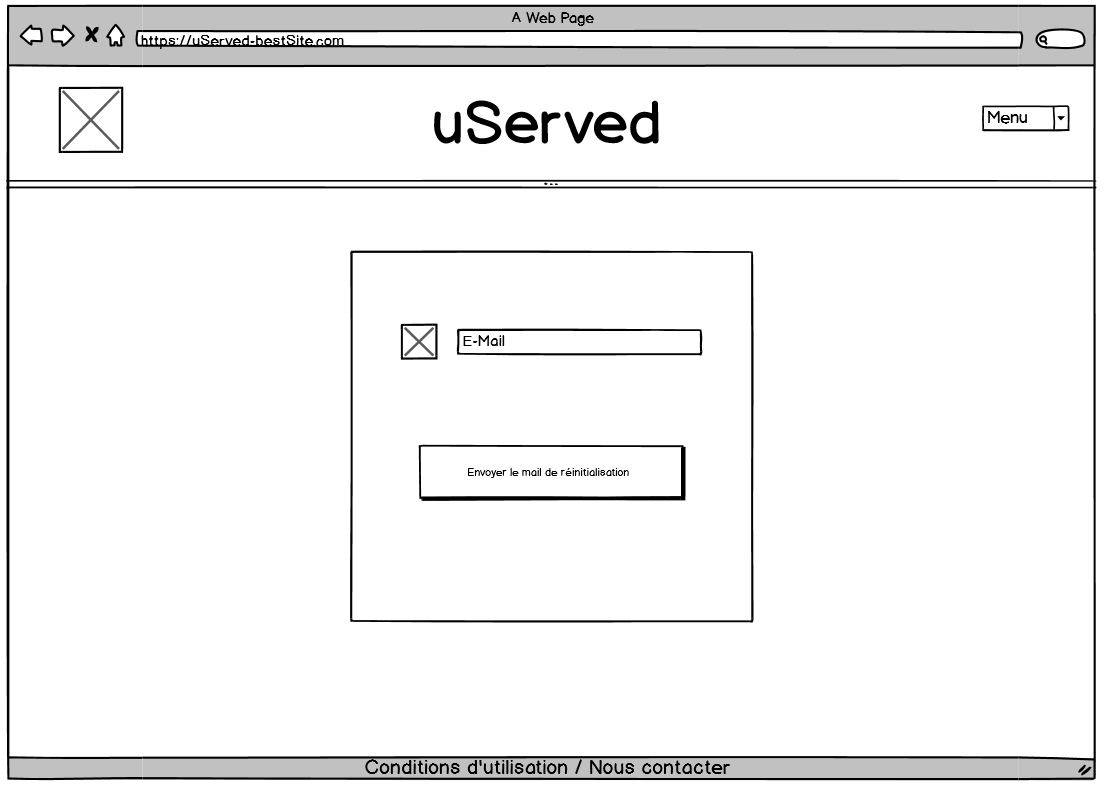 A Web Page
https://uServed-bestSite.com
uServed
Menu
E-Mail
Envoyer le mail de réinitialisation
Conditions d'utilisation / Nous contacter